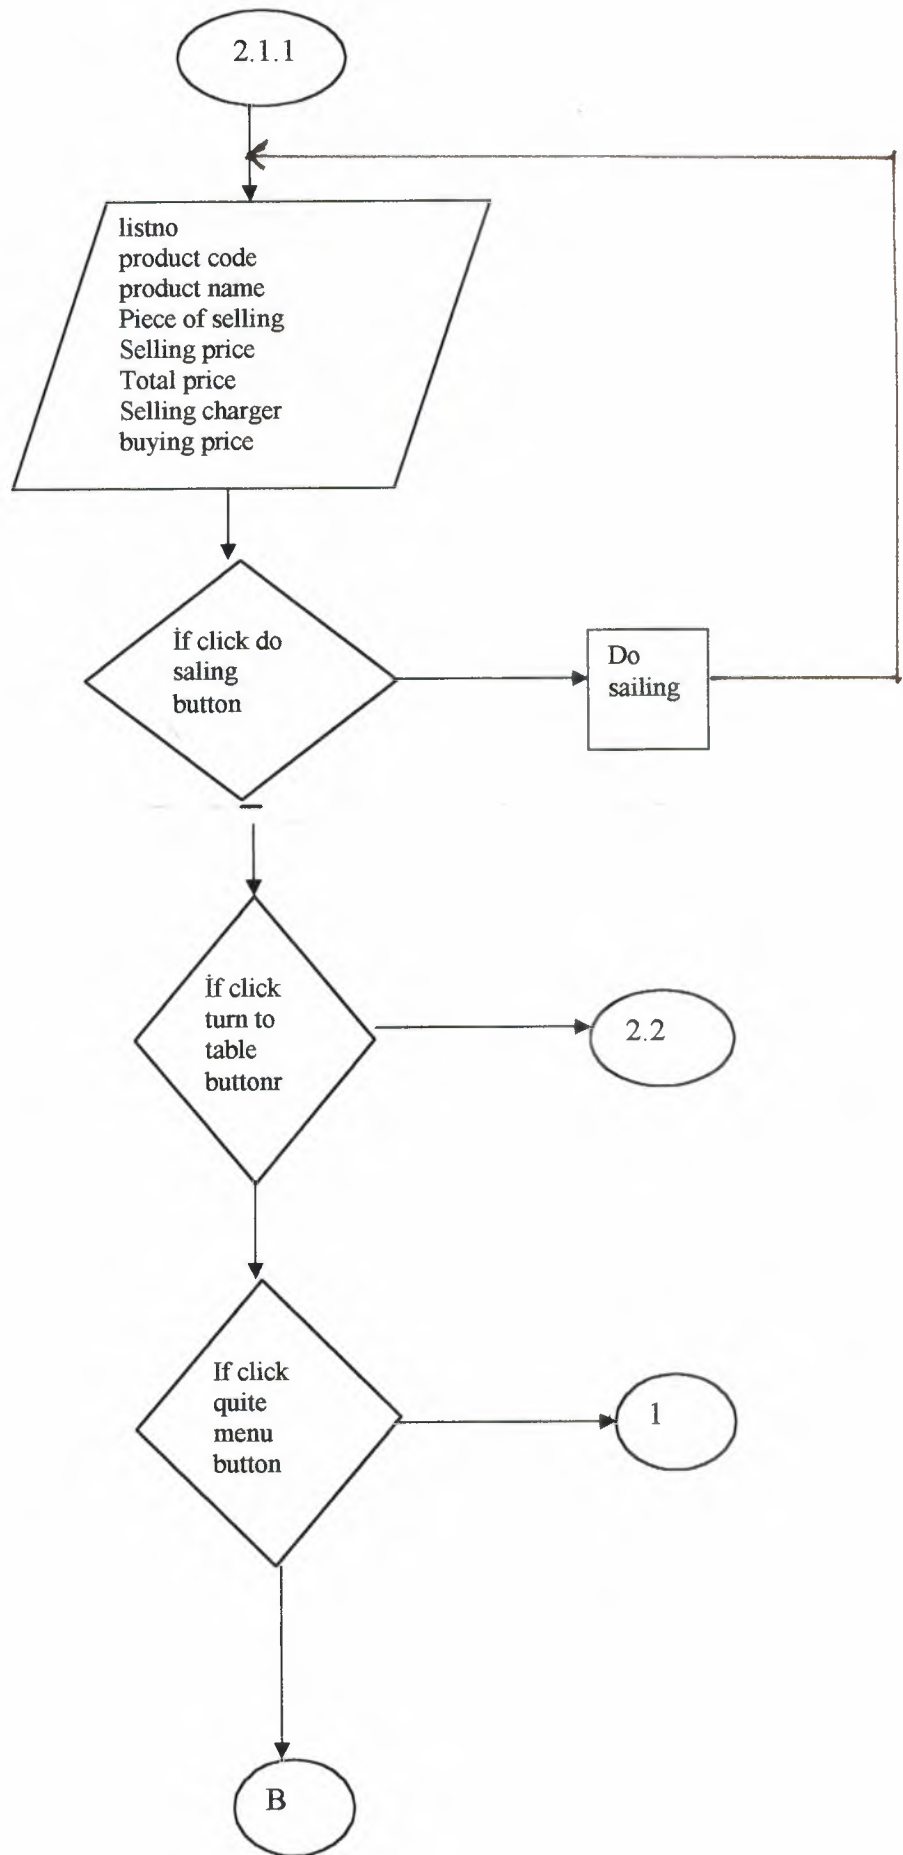 2.1.1
listno
product code
product name
Piece of selling
Selling price
Total price
Selling charger
buying price
İf click do
saling
button
Do
sailing
İf click
turn to
table
buttonr
2.2
If click
quite
menu
button
1
B